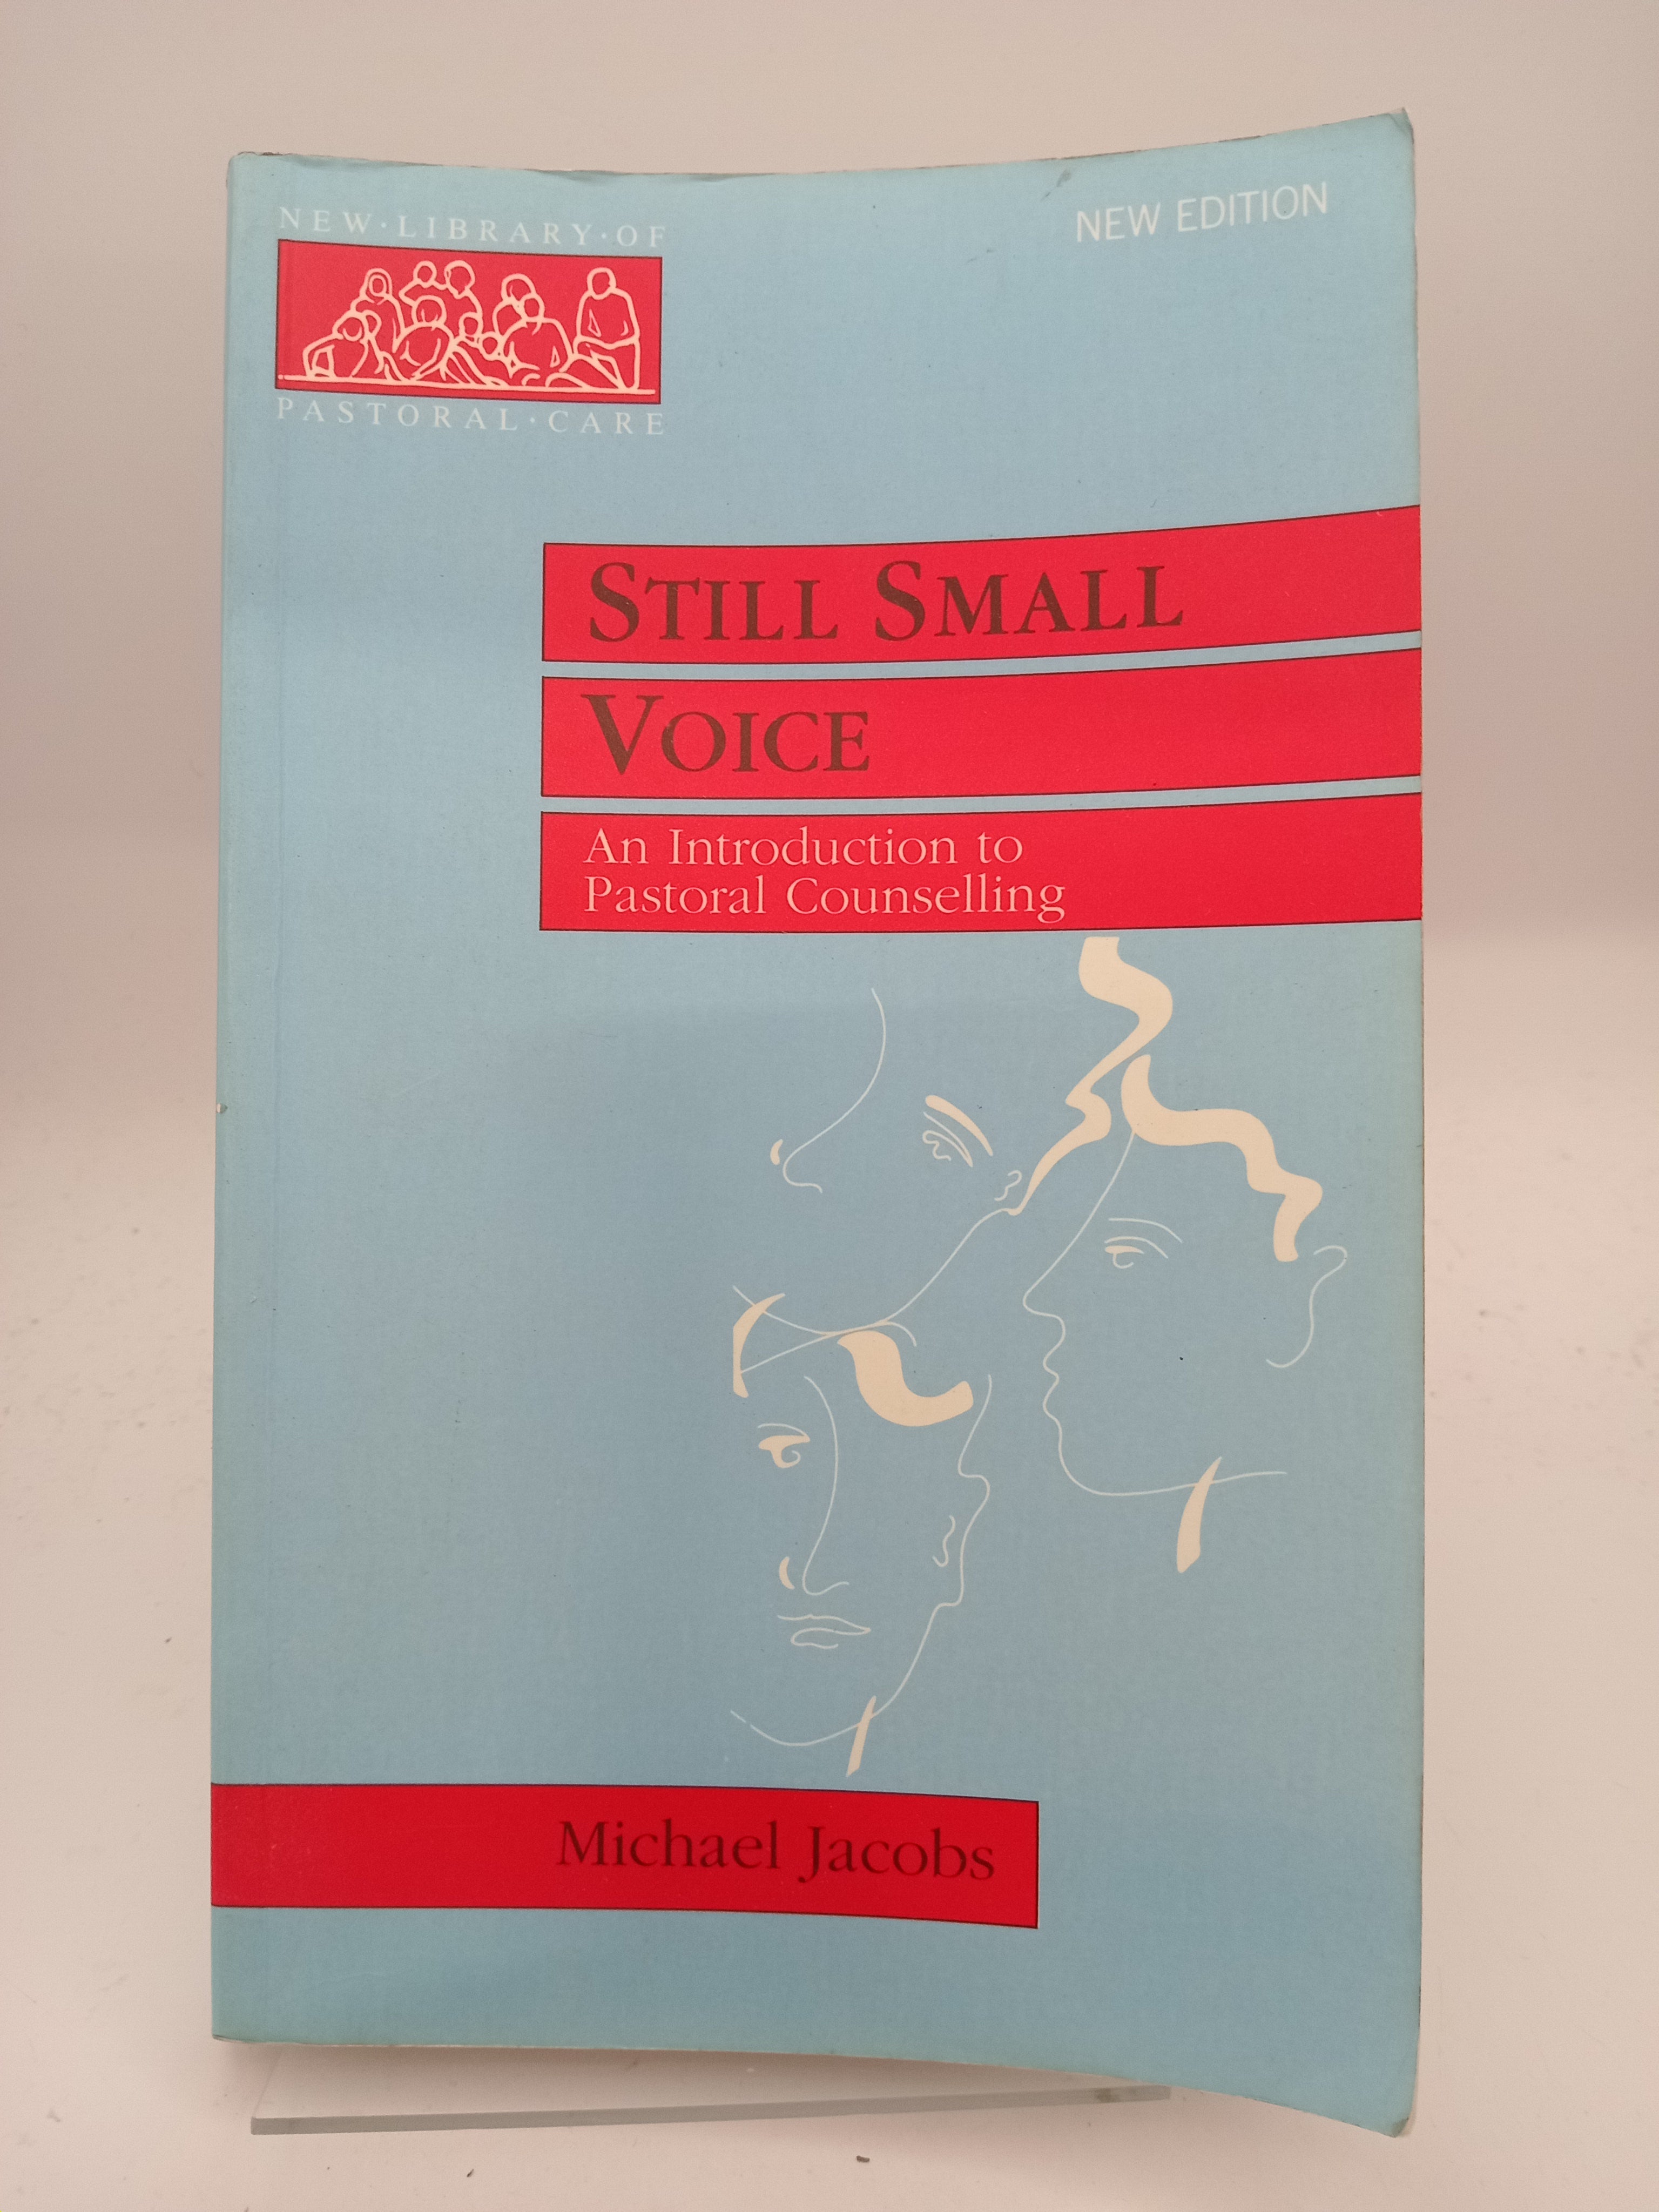 NEW·LIBRARY·OF
PASTORAL·CARE
NEW EDITION
STILL SMALL
VOICE
An Introduction to
Pastoral Counselling
Michael Jacobs